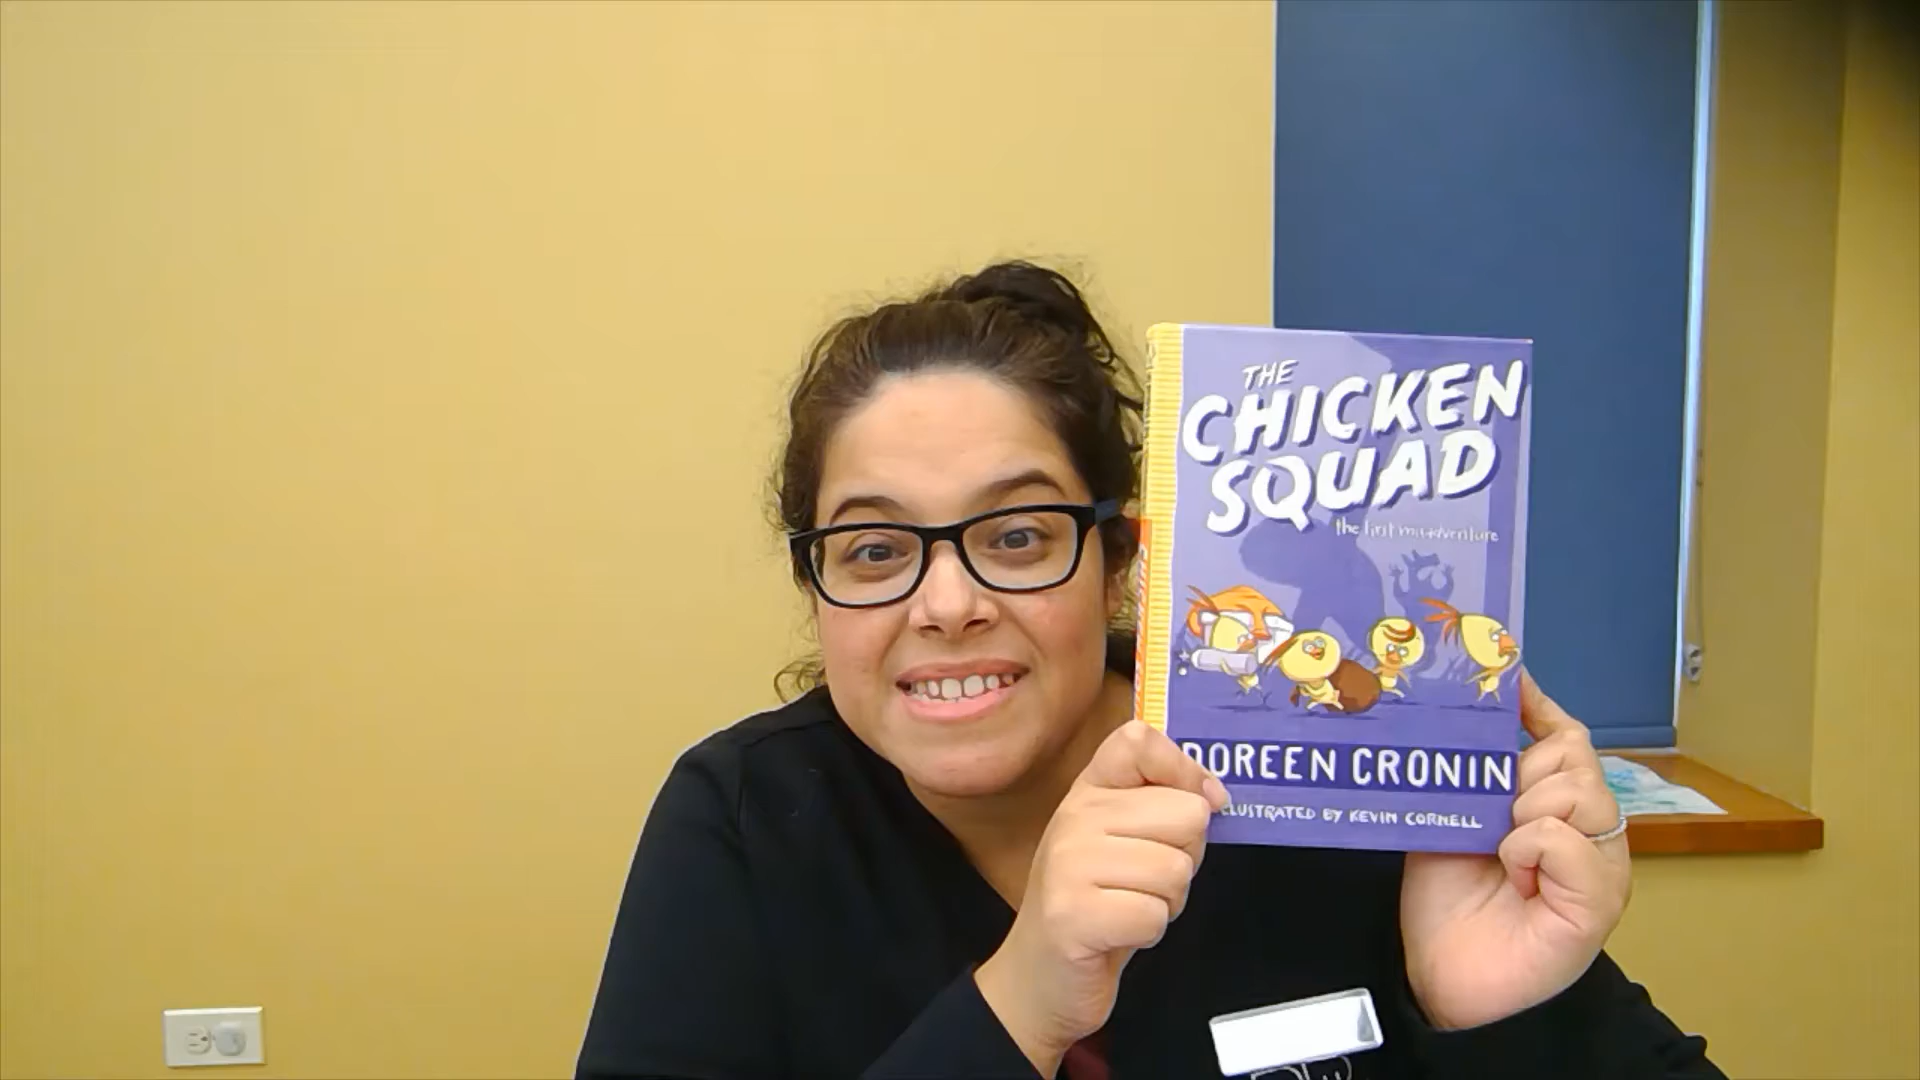 THE
CHICKEN
SQUAD
the first misadventure
DOREEN CRONIN
ILLUSTRATED BY KEVIN CORNELL